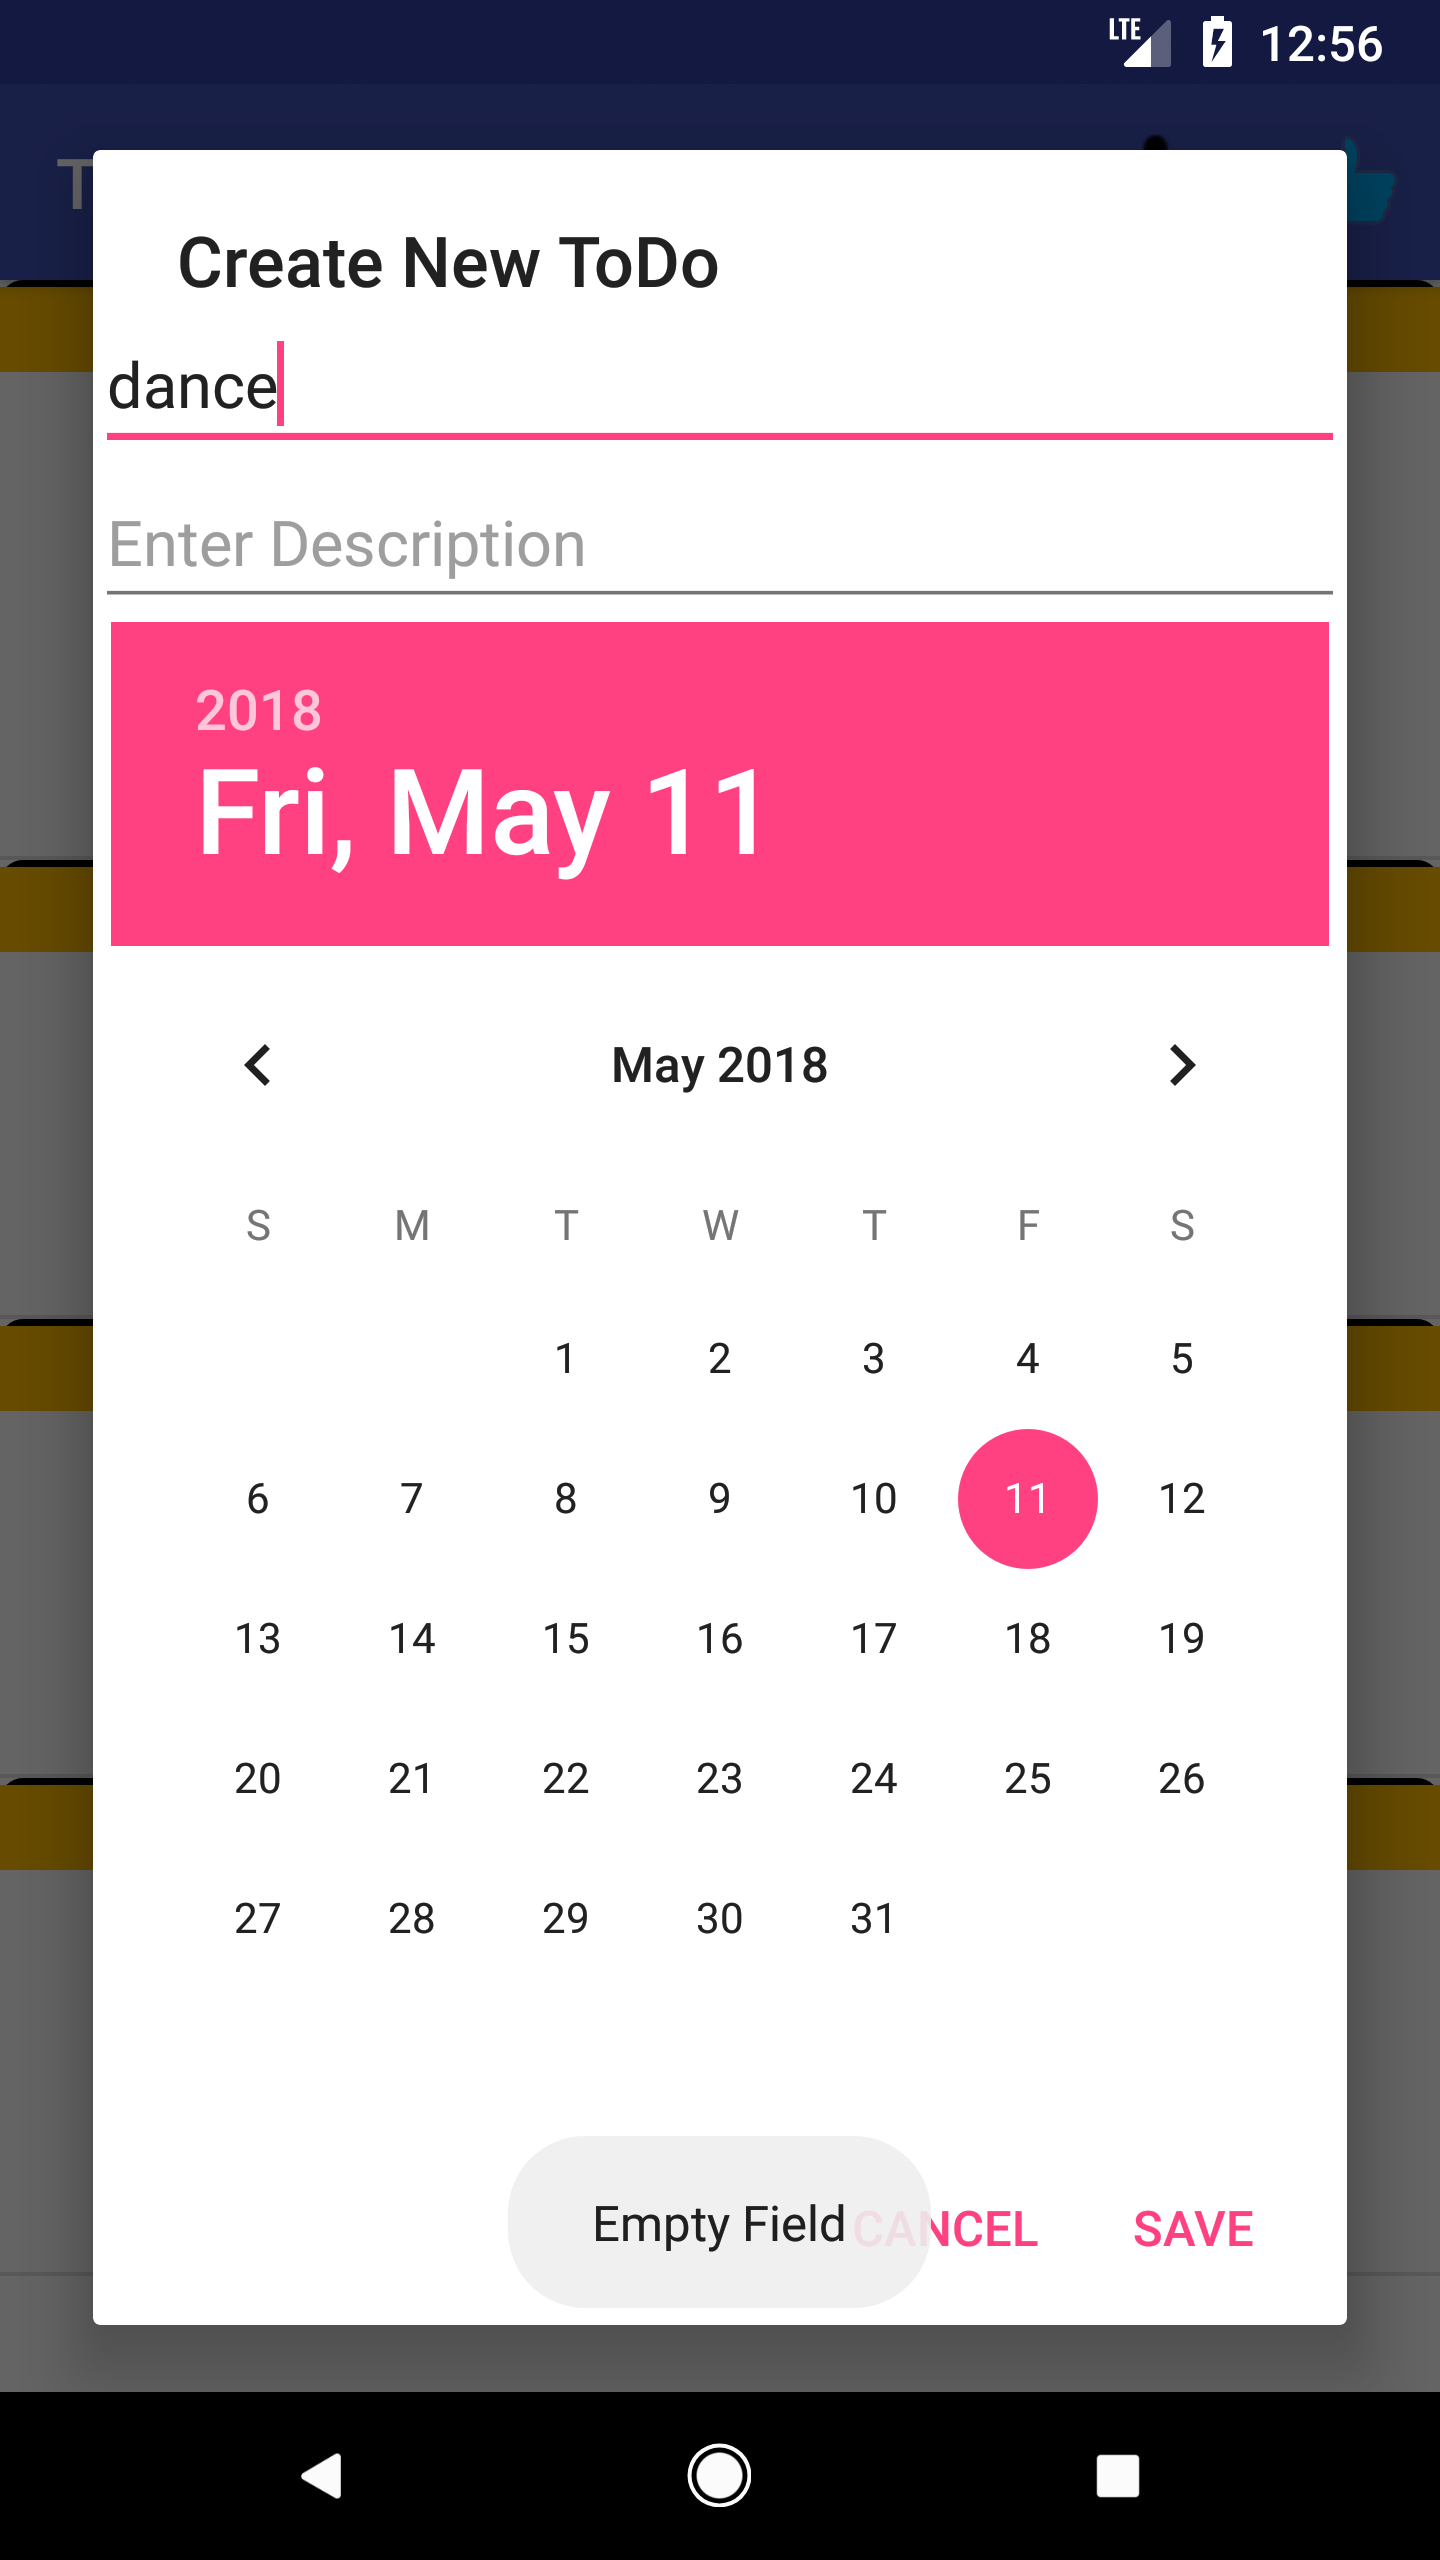 LTE 12:56
T
Create New ToDo
dance
Enter Description
2018
Fri, May 11
May 2018
S M T W T F S
1 2 3 4 5
6 7 8 9 10 11 12
13 14 15 16 17 18 19
20 21 22 23 24 25 26
27 28 29 30 31
Empty Field CANCEL SAVE